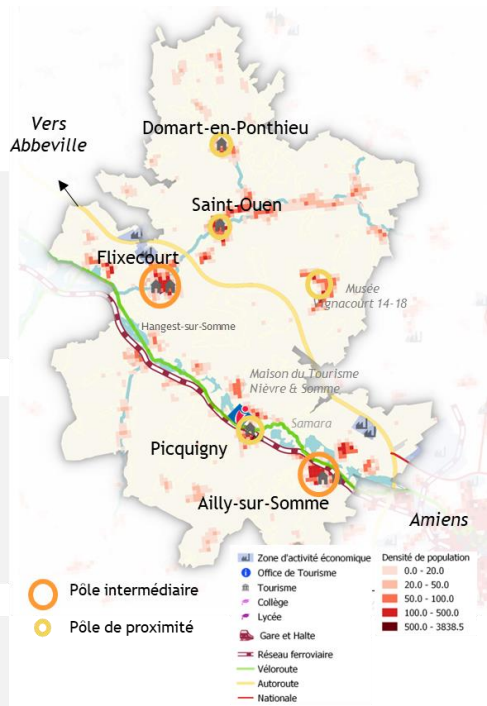 Vers
Abbeville
Domart-en-Ponthieu
Saint-Ouen
Flixecourt
Musée
Vignacourt 14-18
Hangest-sur-Somme
Maison du Tourisme
Nièvre & Somme
Samara
Picquigny
Ailly-sur-Somme
Amiens
Pôle intermédiaire
Pôle de proximité
Zone d'activité économique
Office de Tourisme
Tourisme
Collège
Lycée
Gare et Halte
Réseau ferroviaire
Véloroute
Autoroute
Nationale
Densité de population
0.0 - 20.0
20.0 - 50.0
50.0 - 100.0
100.0 - 500.0
500.0 - 3838.5